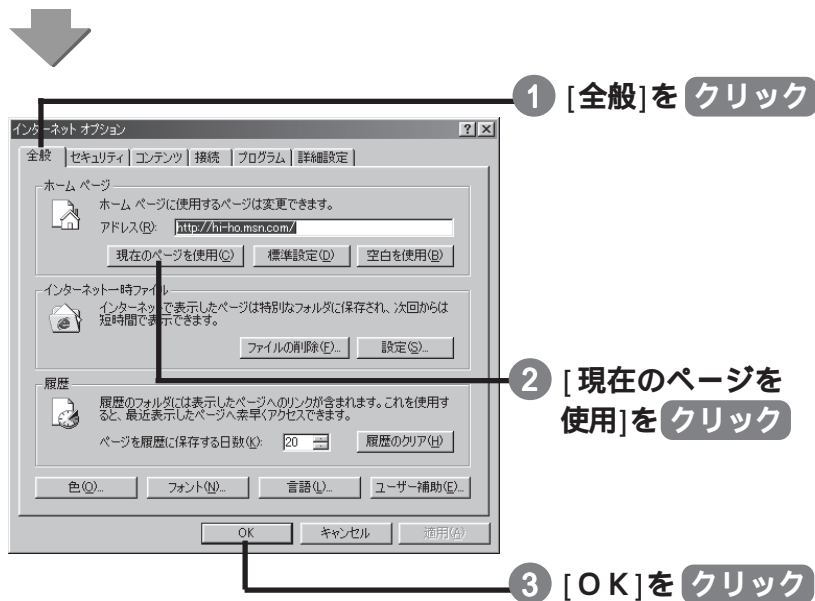 1 [全般]を クリック
インターネット オプション
全般 セキュリティ コンテンツ 接続 プログラム 詳細設定
ホーム ページ
ホーム ページに使用するページは変更できます。
アドレス(R): http://hi-ho.msn.com/
現在のページを使用(C) 標準設定(D) 空白を使用(B)
インターネット一時ファイル
インターネットで表示したページは特別なフォルダに保存され、次回からは
短時間で表示できます。
ファイルの削除(F)... 設定(S)...
2 [現在のページを
使用]を クリック
履歴
履歴のフォルダには表示したページへのリンクが含まれます。これを使用す
ると、最近表示したページへ素早くアクセスできます。
ページを履歴に保存する日数(K): 20 履歴のクリア(H)
色(O)... フォント(N)... 言語(L)... ユーザー補助(E)...
OK キャンセル 適用(A)
3 [OK]を クリック